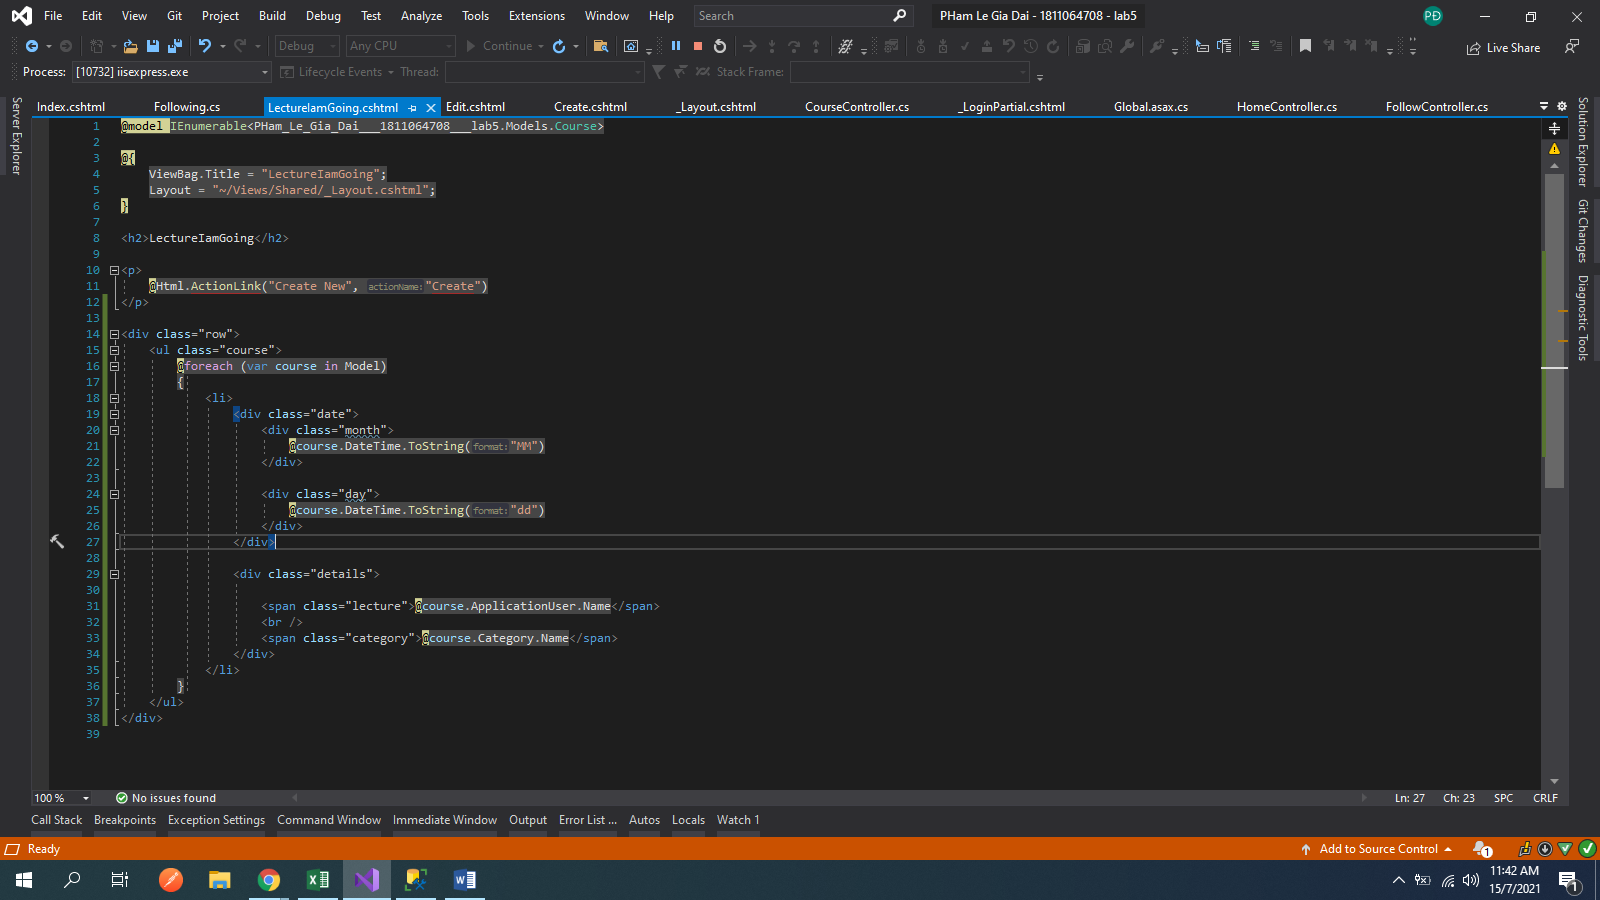 File Edit View Git Project Build Debug Test Analyze Tools Extensions Window Help Search PHam Le Gia Dai - 1811064708 - lab5 PĐ
Debug Any CPU Continue Live Share
Process: [10732] iisexpress.exe Lifecycle Events Thread: Stack Frame:
Index.cshtml Following.cs LectureIamGoing.cshtml Edit.cshtml Create.cshtml _Layout.cshtml CourseController.cs _LoginPartial.cshtml Global.asax.cs HomeController.cs FollowController.cs
Server Explorer
Solution Explorer
Git Changes
Diagnostic Tools
1 @model IEnumerable<PHam_Le_Gia_Dai___1811064708___lab5.Models.Course>
2
3 @{
4 ViewBag.Title = "LectureIamGoing";
5 Layout = "~/Views/Shared/_Layout.cshtml";
6 }
7
8 <h2>LectureIamGoing</h2>
9
10 <p>
11 @Html.ActionLink("Create New", actionName: "Create")
12 </p>
13
14 <div class="row">
15 <ul class="course">
16 @foreach (var course in Model)
17 {
18 <li>
19 <div class="date">
20 <div class="month">
21 @course.DateTime.ToString(format: "MM")
22 </div>
23
24 <div class="day">
25 @course.DateTime.ToString(format: "dd")
26 </div>
27 </div>
28
29 <div class="details">
30
31 <span class="lecture">@course.ApplicationUser.Name</span>
32 <br />
33 <span class="category">@course.Category.Name</span>
34 </div>
35 </li>
36 }
37 </ul>
38 </div>
39
100 % No issues found Ln: 27 Ch: 23 SPC CRLF
Call Stack Breakpoints Exception Settings Command Window Immediate Window Output Error List ... Autos Locals Watch 1
Ready Add to Source Control 1
11:42 AM
15/7/2021
1